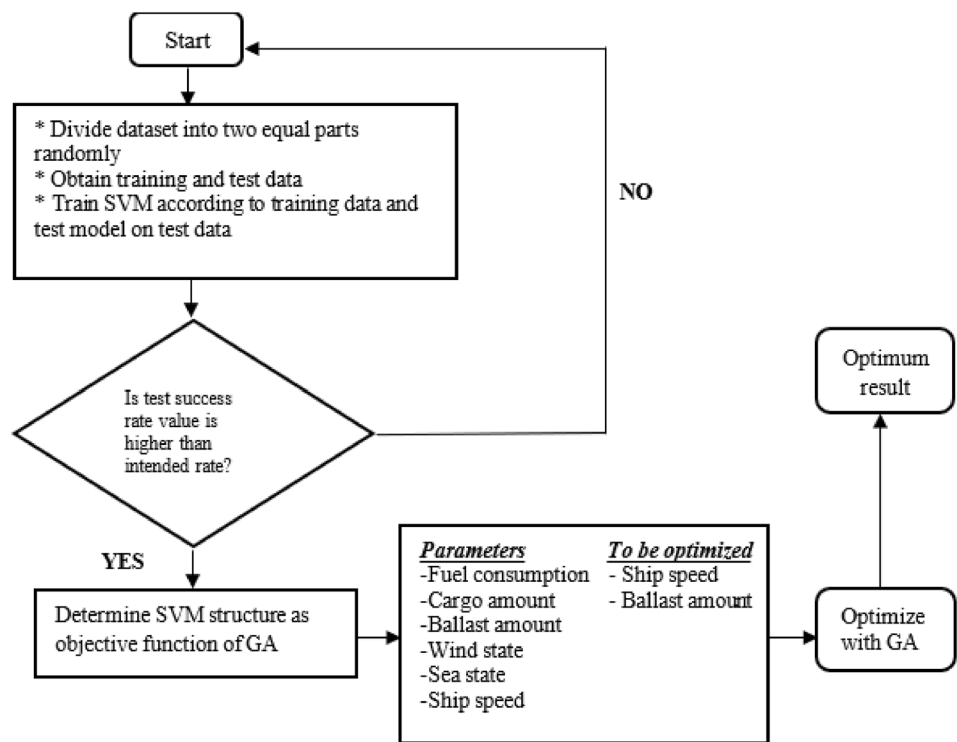 Start
* Divide dataset into two equal parts
randomly
* Obtain training and test data
* Train SVM according to training data and
test model on test data
NO
Is test success
rate value is
higher than
intended rate?
YES
Determine SVM structure as
objective function of GA
Parameters
-Fuel consumption
-Cargo amount
-Ballast amount
-Wind state
-Sea state
-Ship speed
To be optimized
- Ship speed
- Ballast amount
Optimize
with GA
Optimum
result